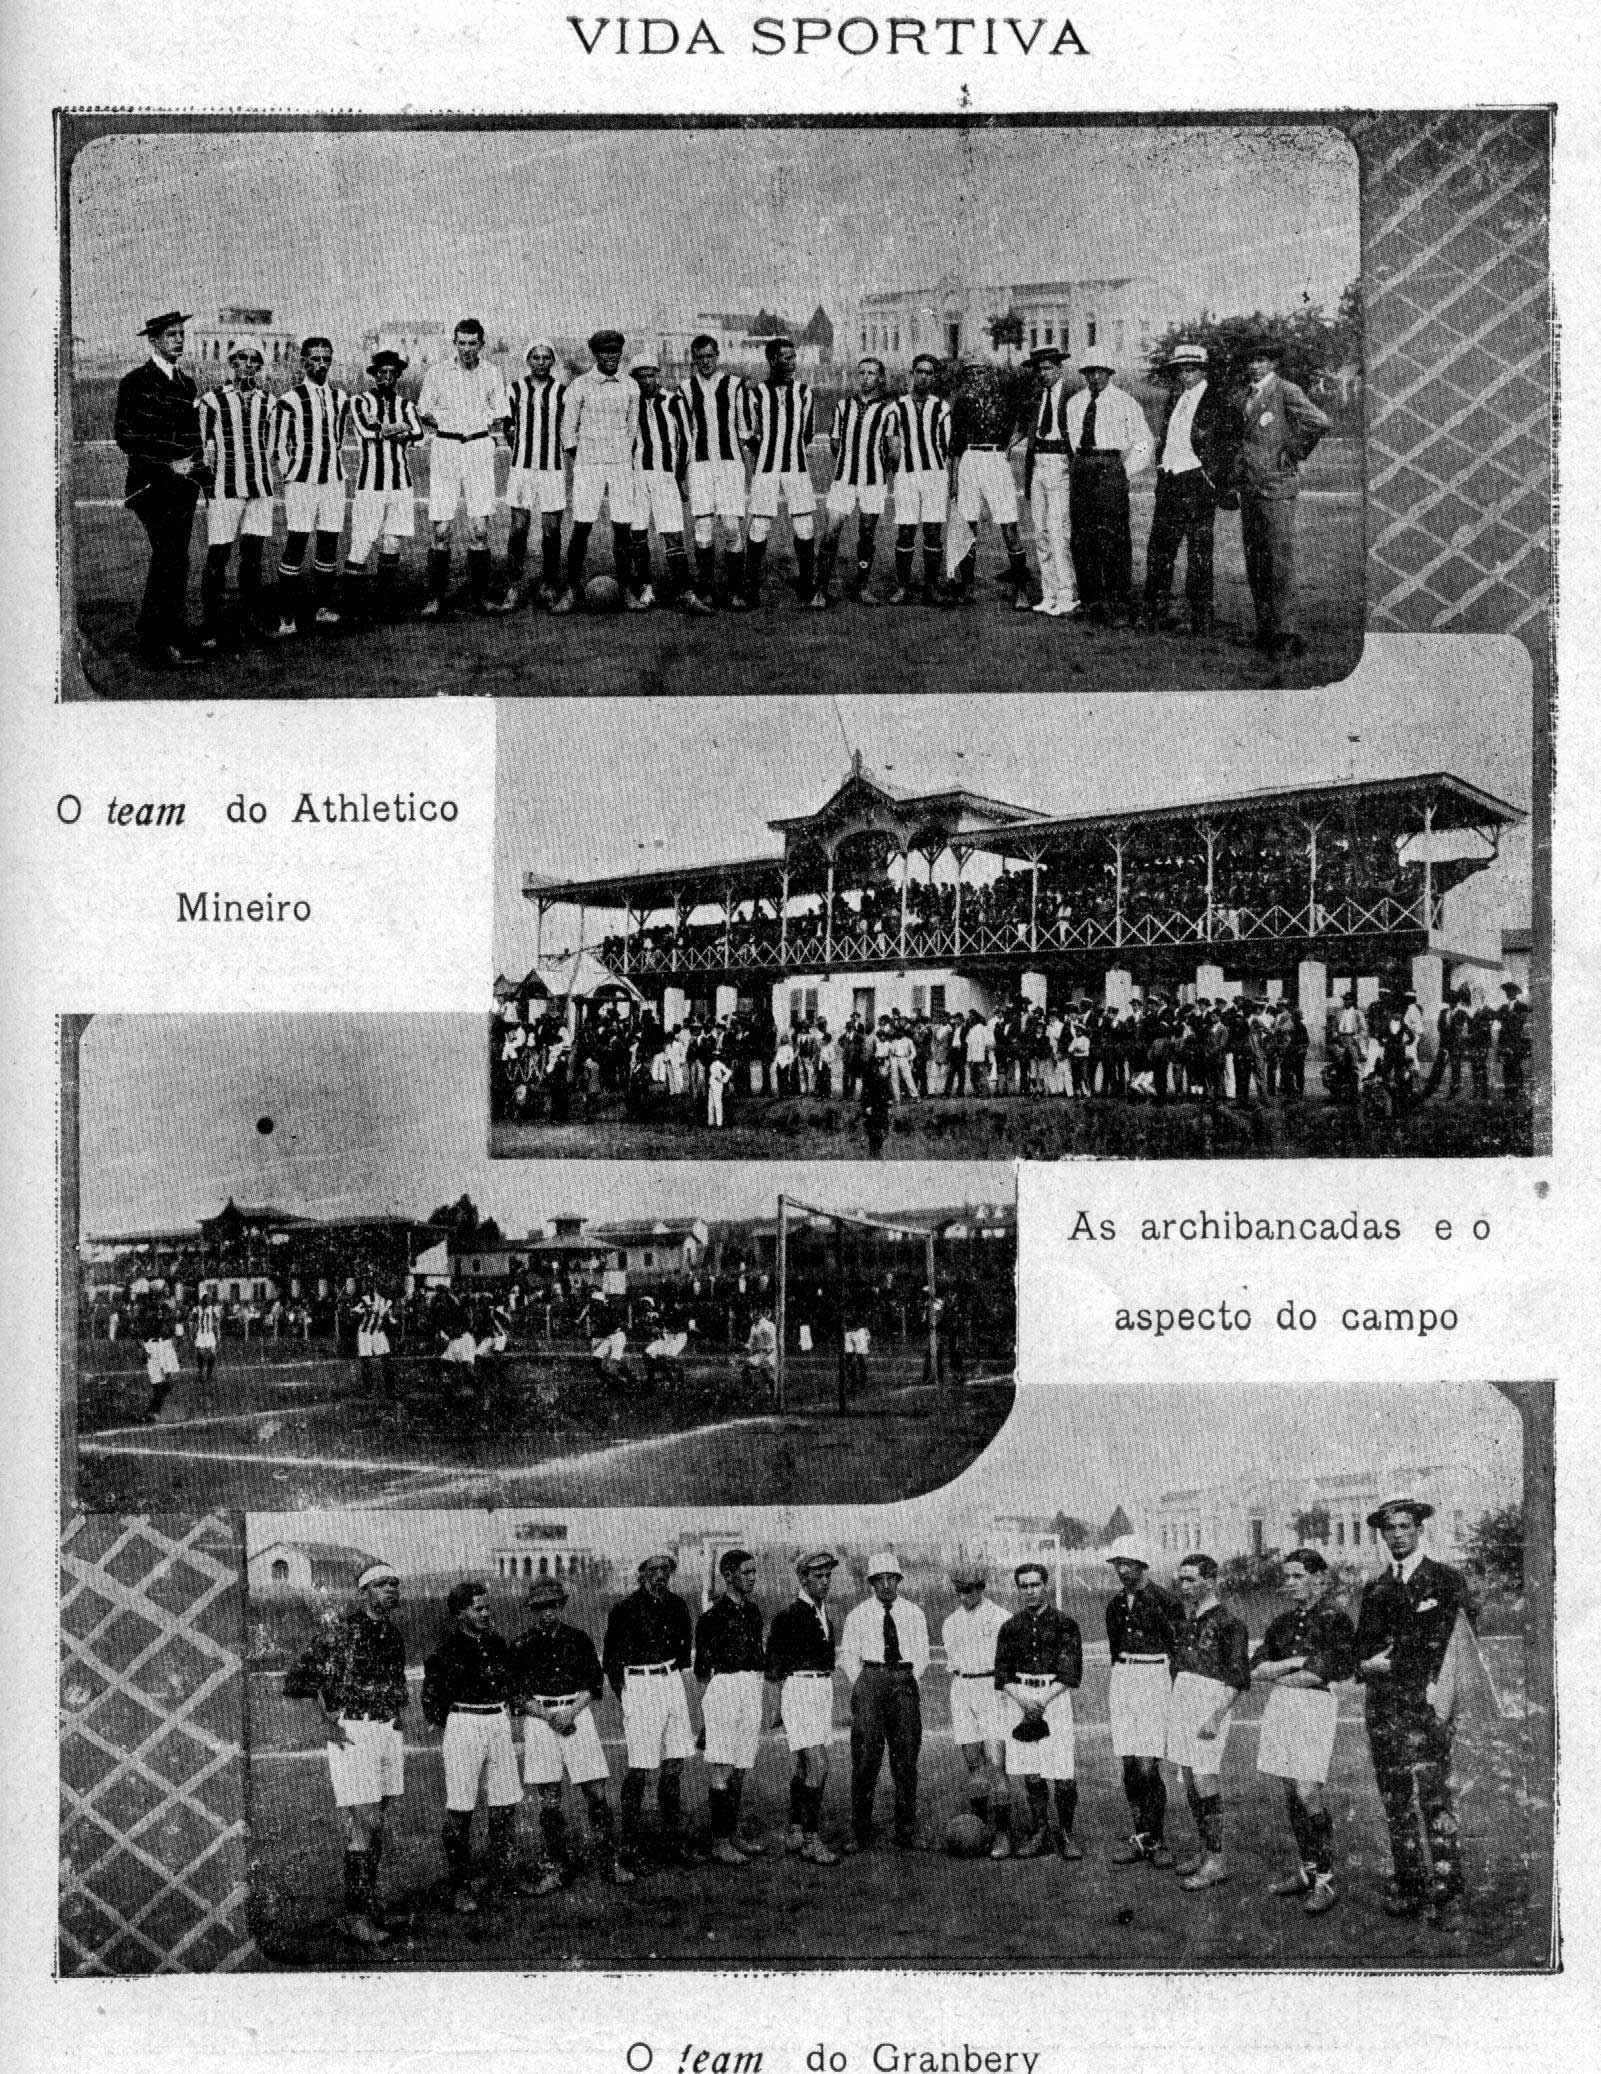 VIDA SPORTIVA
O team do Athletico
Mineiro
As archibancadas e o
aspecto do campo
O team do Granbery